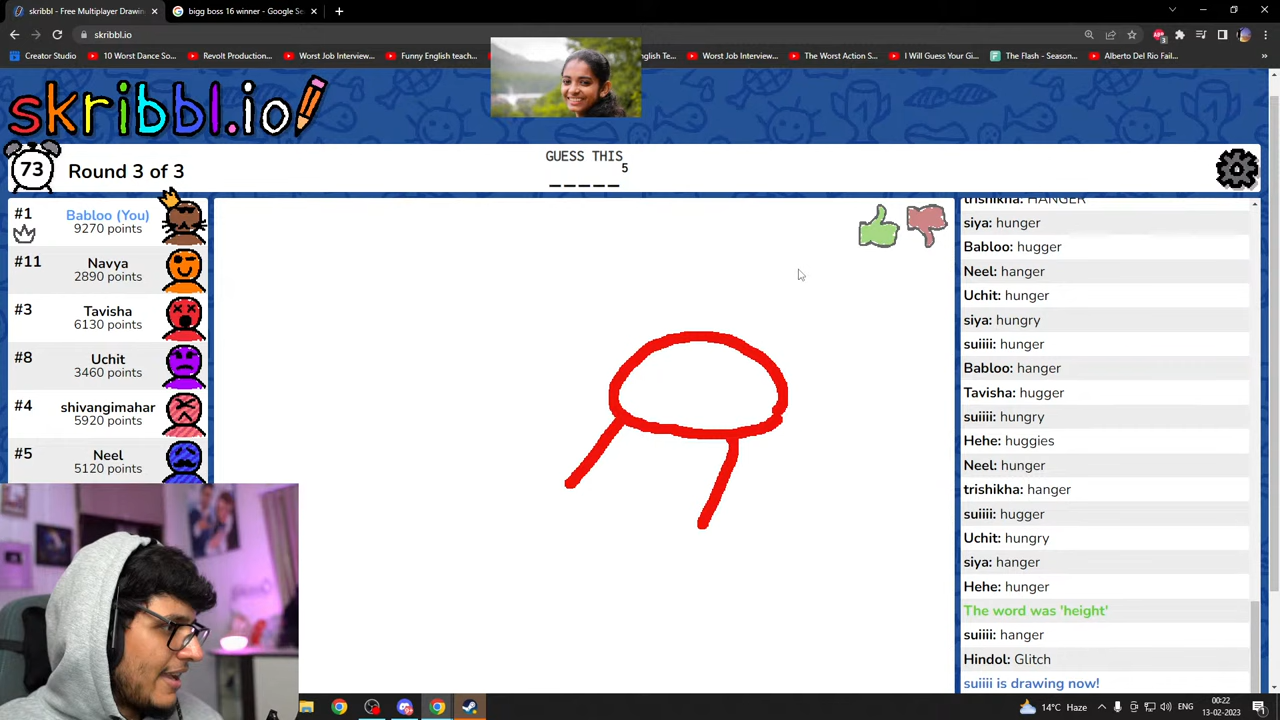 skribbl - Free Multiplayer Drawin
bigg boss 16 winner - Google Se
skribbl.io
Creator Studio
10 Worst Dance So...
Revolt Production...
Worst Job Interview...
Funny English teac...
English Te...
Worst Job Interview...
The Worst Action S...
I Will Guess Your Gi...
The Flash - Season...
Alberto Del Rio Fail...
skribbl.io
73
Round 3 of 3
GUESS THIS
5
_____
#1
Babloo (You)
9270 points
#11
Navya
2890 points
#3
Tavisha
6130 points
#8
Uchit
3460 points
#4
shivangimahar
5920 points
#5
Neel
5120 points
trishikha: HANGER
siya: hunger
Babloo: hugger
Neel: hanger
Uchit: hunger
siya: hungry
suiiii: hunger
Babloo: hanger
Tavisha: hugger
suiiii: hungry
Hehe: huggies
Neel: hunger
trishikha: hanger
suiiii: hugger
Uchit: hungry
siya: hanger
Hehe: hunger
The word was 'height'
suiiii: hanger
Hindol: Glitch
suiiii is drawing now!
14°C Haze
00:22
13-02-2023